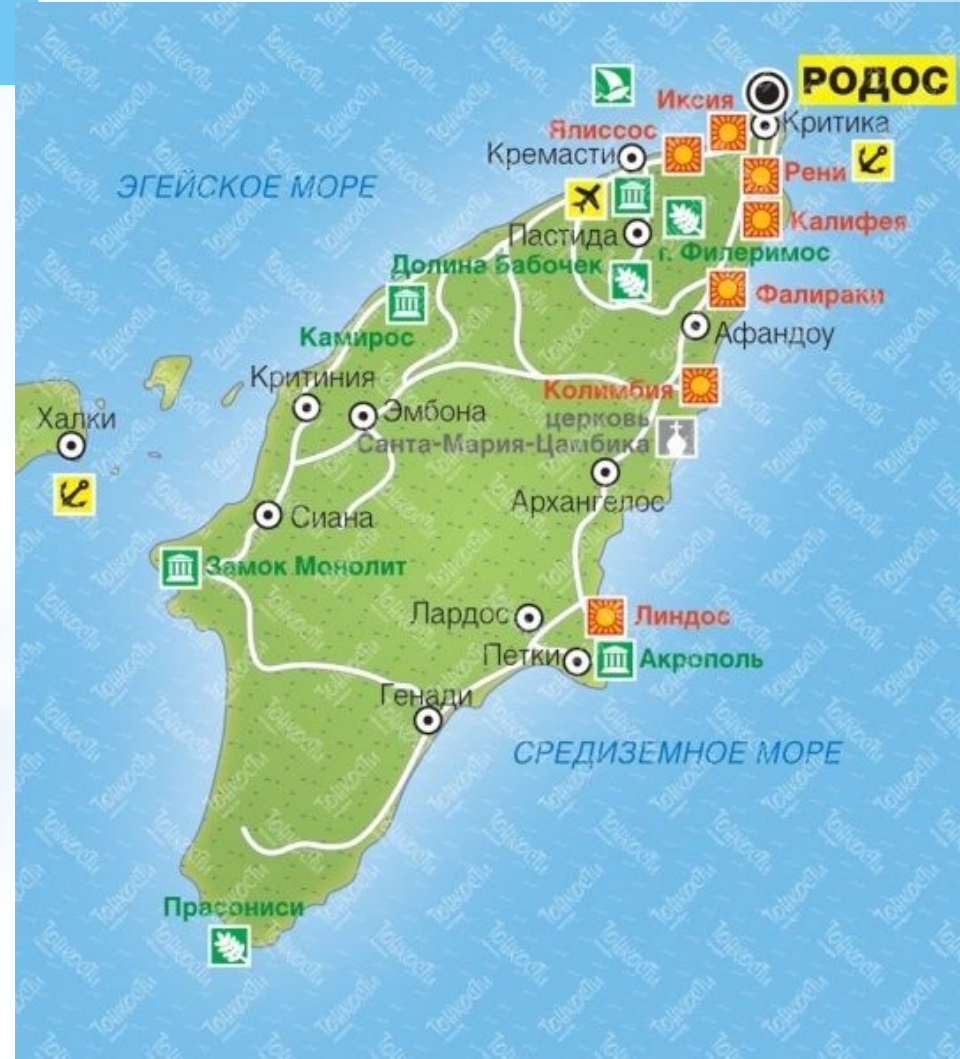 РОДОС
Иксия
Критика
Ялиссос
Кремасти
Рени
ЭГЕЙСКОЕ МОРЕ
Калифея
Пастида
г. Филеримос
Долина Бабочек
Фалираки
Камирос
Афандоу
Критиния
Колимбия
Халки
Эмбона
церковь
Санта-Мария-Цамбика
Архангелос
Сиана
Замок Монолит
Лардос
Линдос
Петки
Акрополь
Генади
СРЕДИЗЕМНОЕ МОРЕ
Прасониси